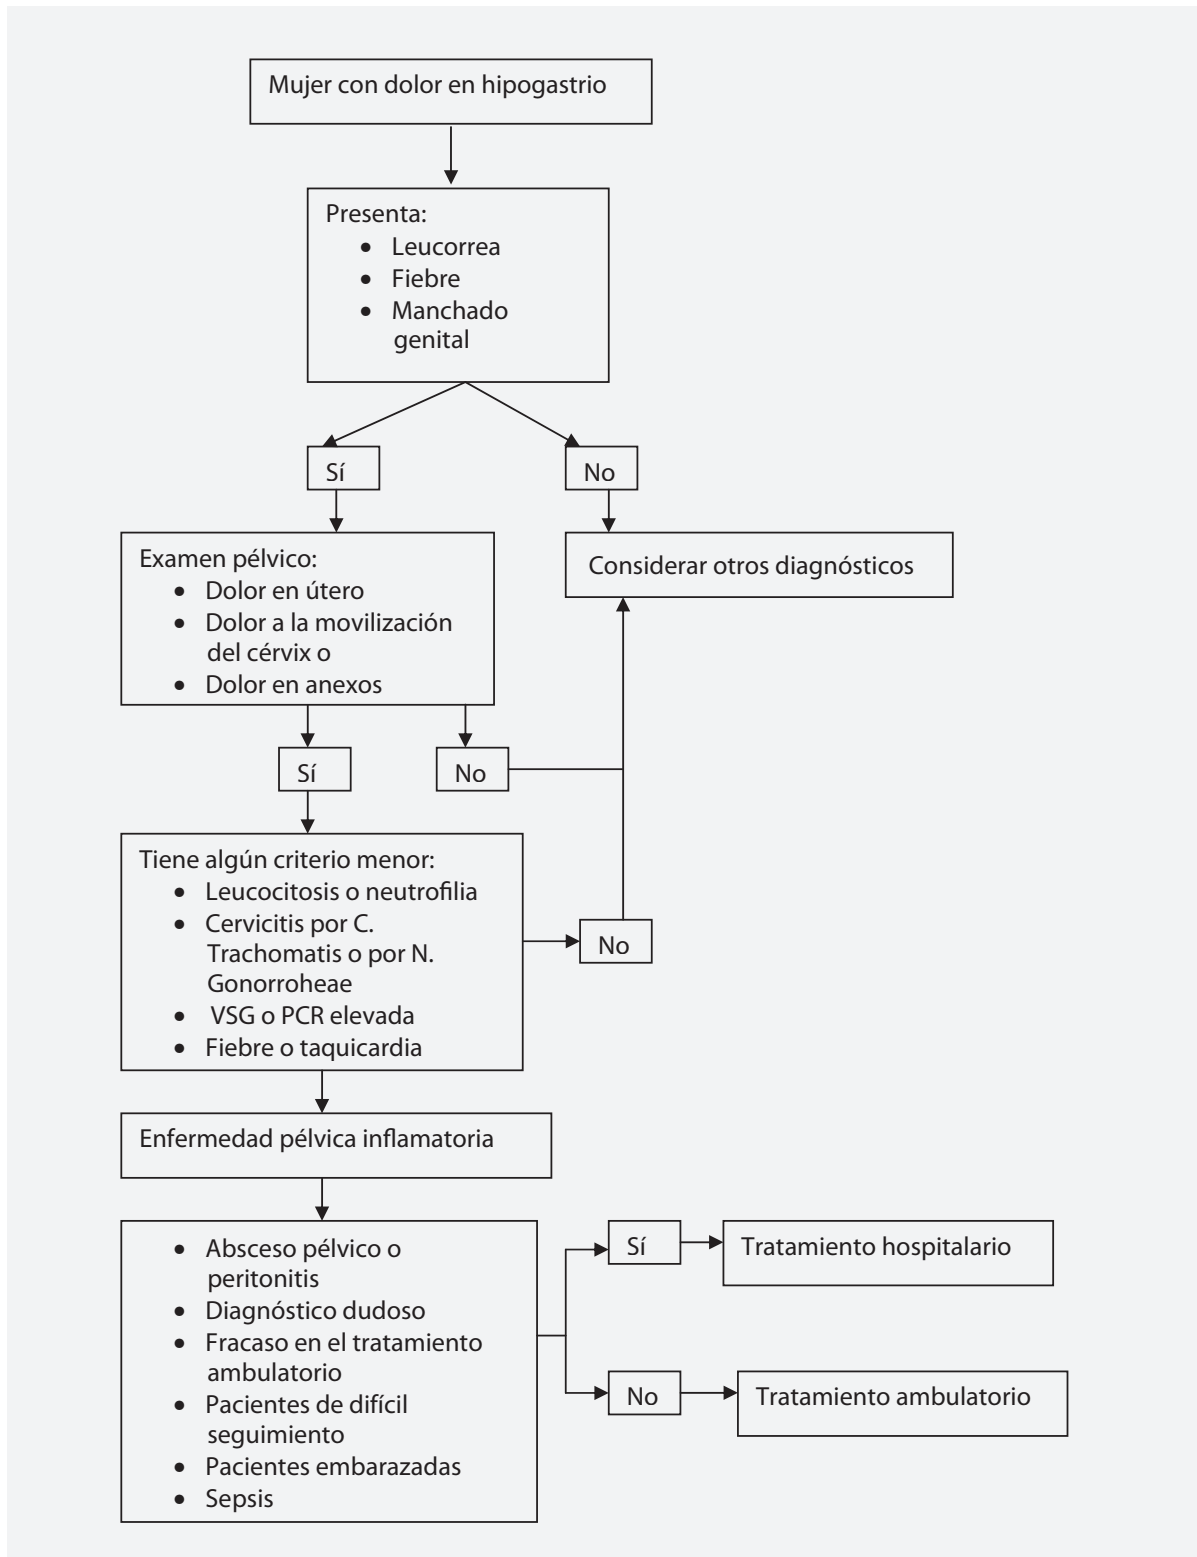 Mujer con dolor en hipogastrio
Presenta:
• Leucorrea
• Fiebre
• Manchado
genital
Sí
No
Examen pélvico:
• Dolor en útero
• Dolor a la movilización
del cérvix o
• Dolor en anexos
Considerar otros diagnósticos
Sí
No
Tiene algún criterio menor:
• Leucocitosis o neutrofilia
• Cervicitis por C.
Trachomatis o por N.
Gonorroheae
• VSG o PCR elevada
• Fiebre o taquicardia
No
Enfermedad pélvica inflamatoria
• Absceso pélvico o
peritonitis
• Diagnóstico dudoso
• Fracaso en el tratamiento
ambulatorio
• Pacientes de difícil
seguimiento
• Pacientes embarazadas
• Sepsis
Sí
Tratamiento hospitalario
No
Tratamiento ambulatorio